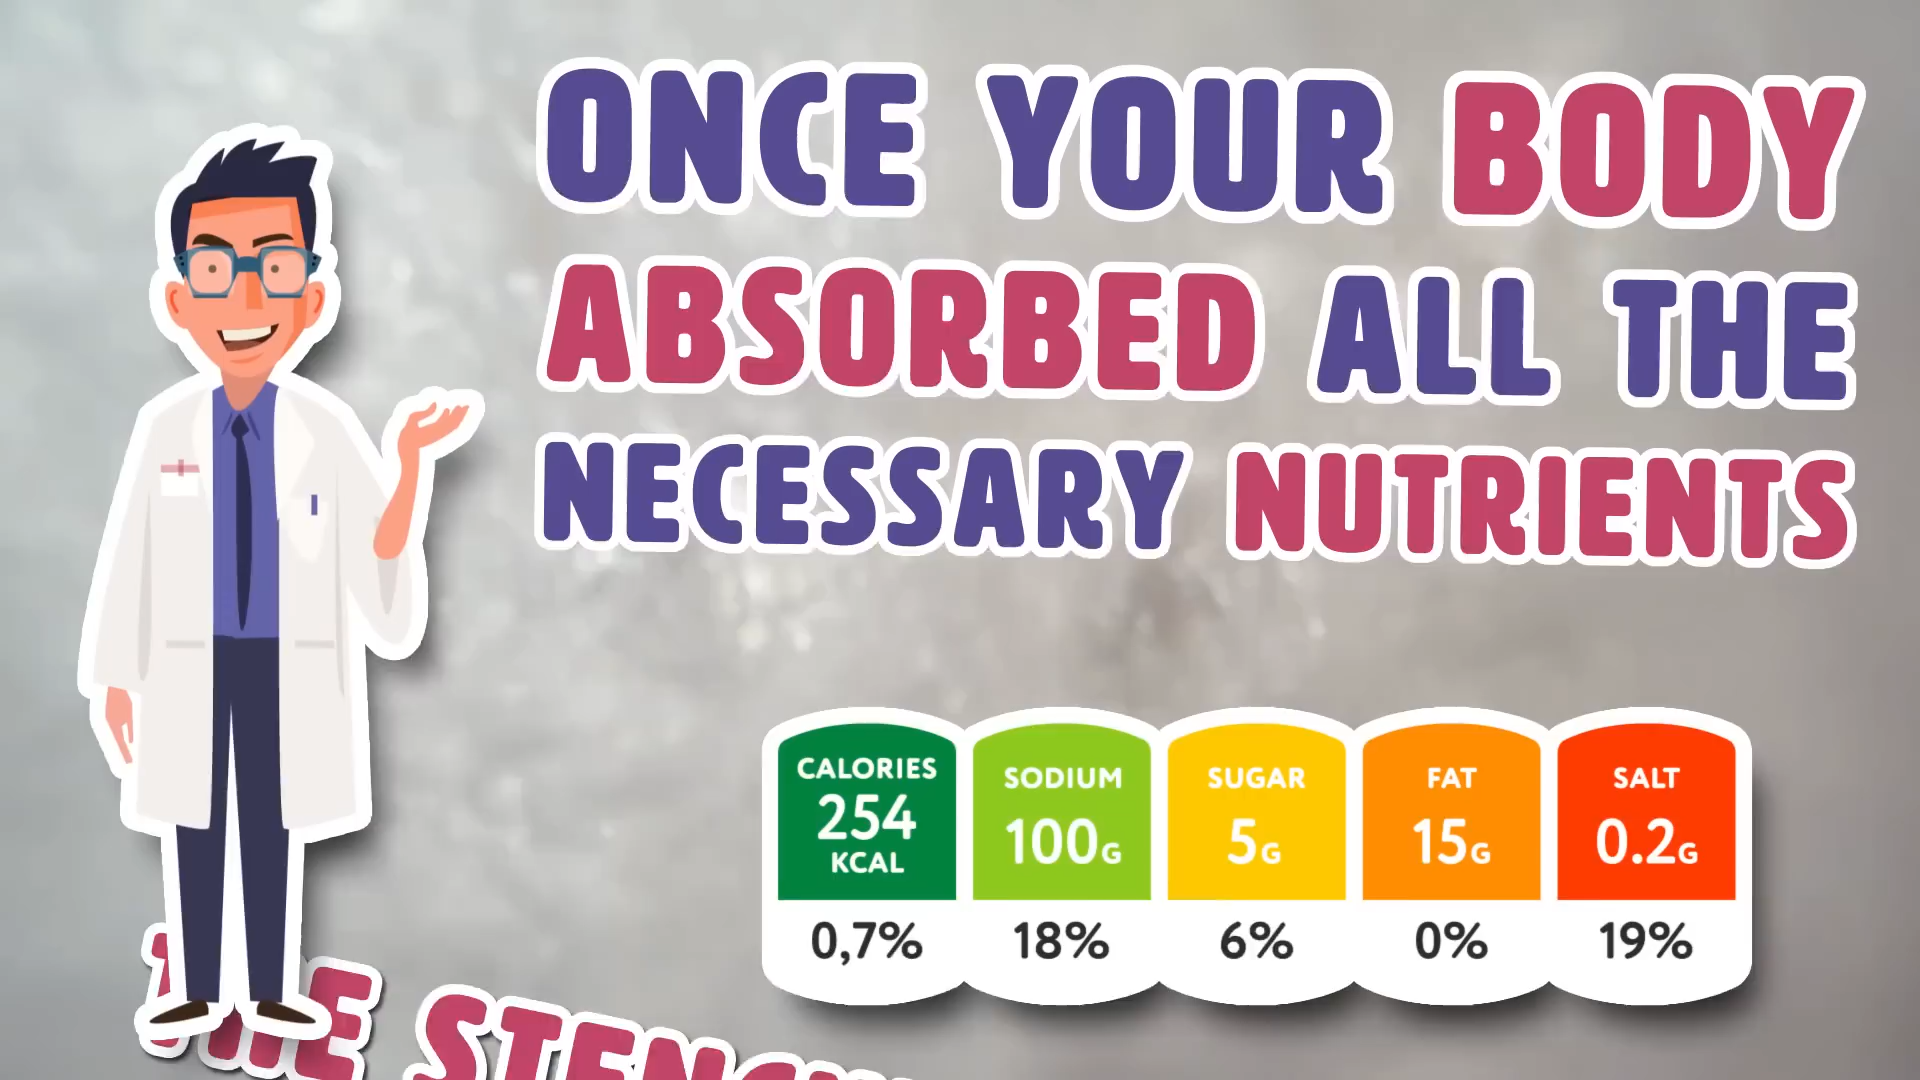 ONCE YOUR BODY
ABSORBED ALL THE
NECESSARY NUTRIENTS
CALORIES
254
KCAL
0,7%
SODIUM
100G
18%
SUGAR
5G
6%
FAT
15G
0%
SALT
0.2G
19%
THE